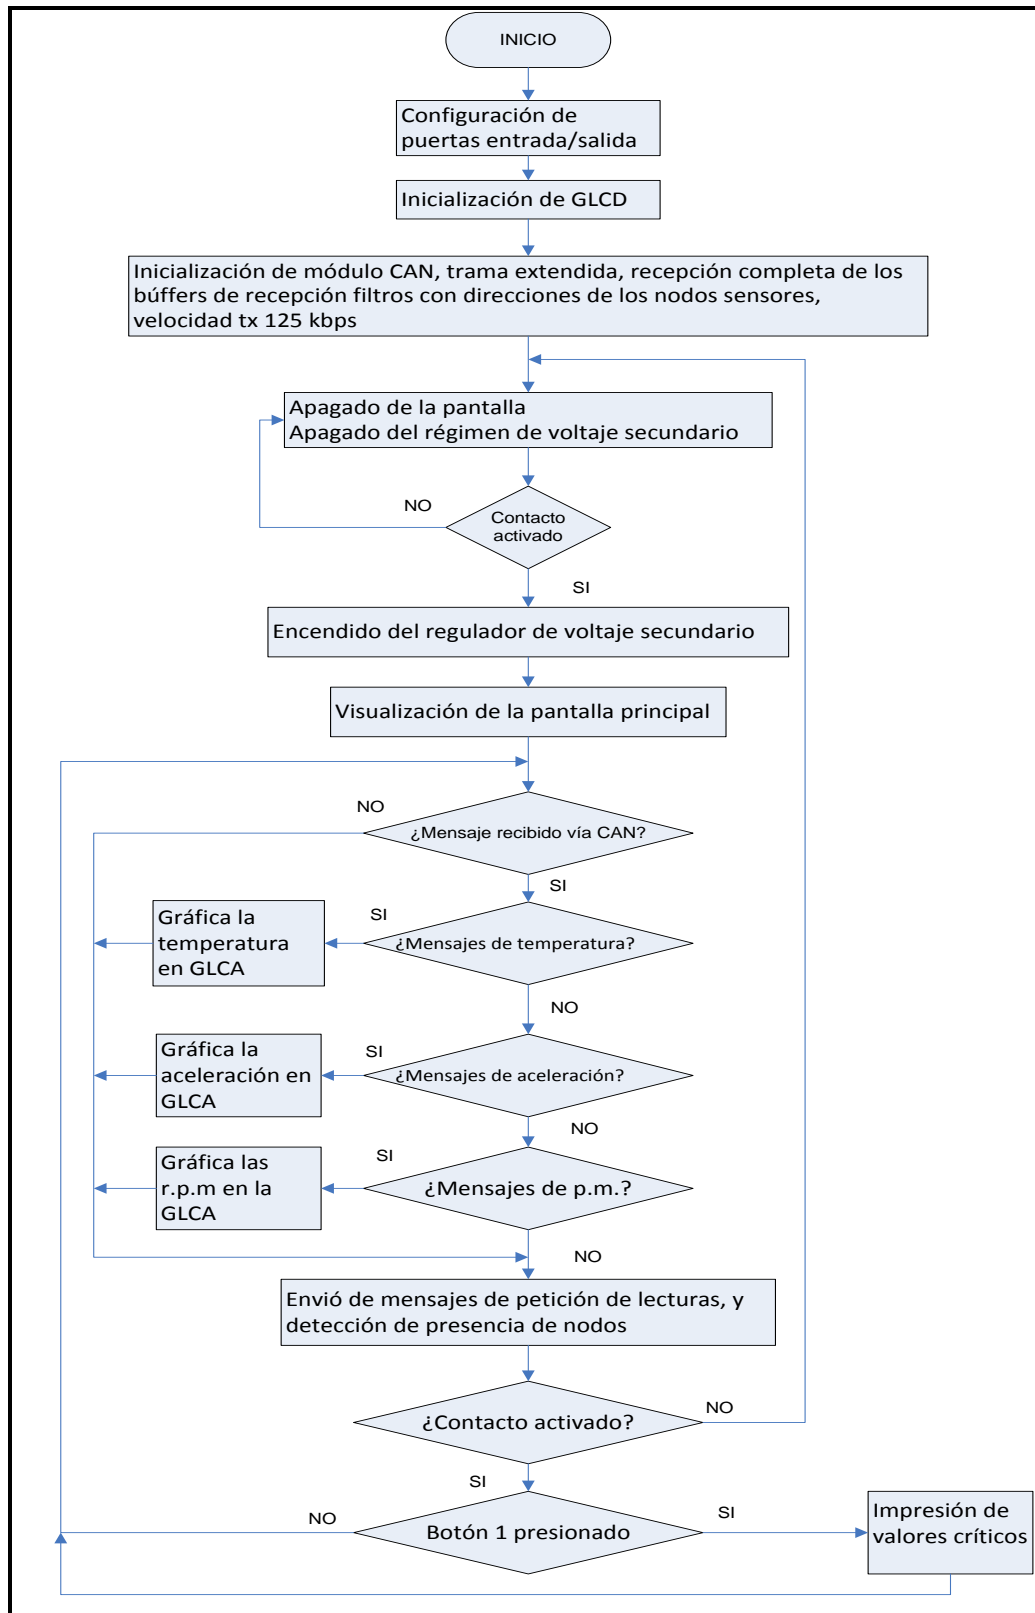 INICIO
Configuración de
puertas entrada/salida
Inicialización de GLCD
Inicialización de módulo CAN, trama extendida, recepción completa de los
búffers de recepción filtros con direcciones de los nodos sensores,
velocidad tx 125 kbps
Apagado de la pantalla
Apagado del régimen de voltaje secundario
NO
Contacto
activado
SI
Encendido del regulador de voltaje secundario
Visualización de la pantalla principal
NO
¿Mensaje recibido vía CAN?
SI
Gráfica la
temperatura
en GLCA
SI
¿Mensajes de temperatura?
NO
Gráfica la
aceleración en
GLCA
SI
¿Mensajes de aceleración?
NO
Gráfica las
r.p.m en la
GLCA
SI
¿Mensajes de p.m.?
NO
Envió de mensajes de petición de lecturas, y
detección de presencia de nodos
¿Contacto activado?
NO
SI
NO
Botón 1 presionado
SI
Impresión de
valores críticos